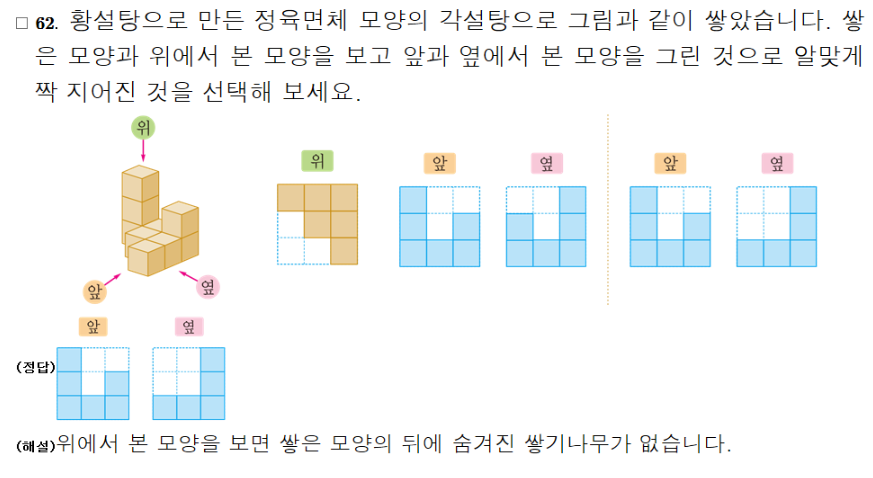 □ 62. 황설탕으로 만든 정육면체 모양의 각설탕으로 그림과 같이 쌓았습니다. 쌓
은 모양과 위에서 본 모양을 보고 앞과 옆에서 본 모양을 그린 것으로 알맞게
짝 지어진 것을 선택해 보세요.
위
위
앞
옆
앞
옆
앞
옆
앞
옆
(정답)
(해설)위에서 본 모양을 보면 쌓은 모양의 뒤에 숨겨진 쌓기나무가 없습니다.